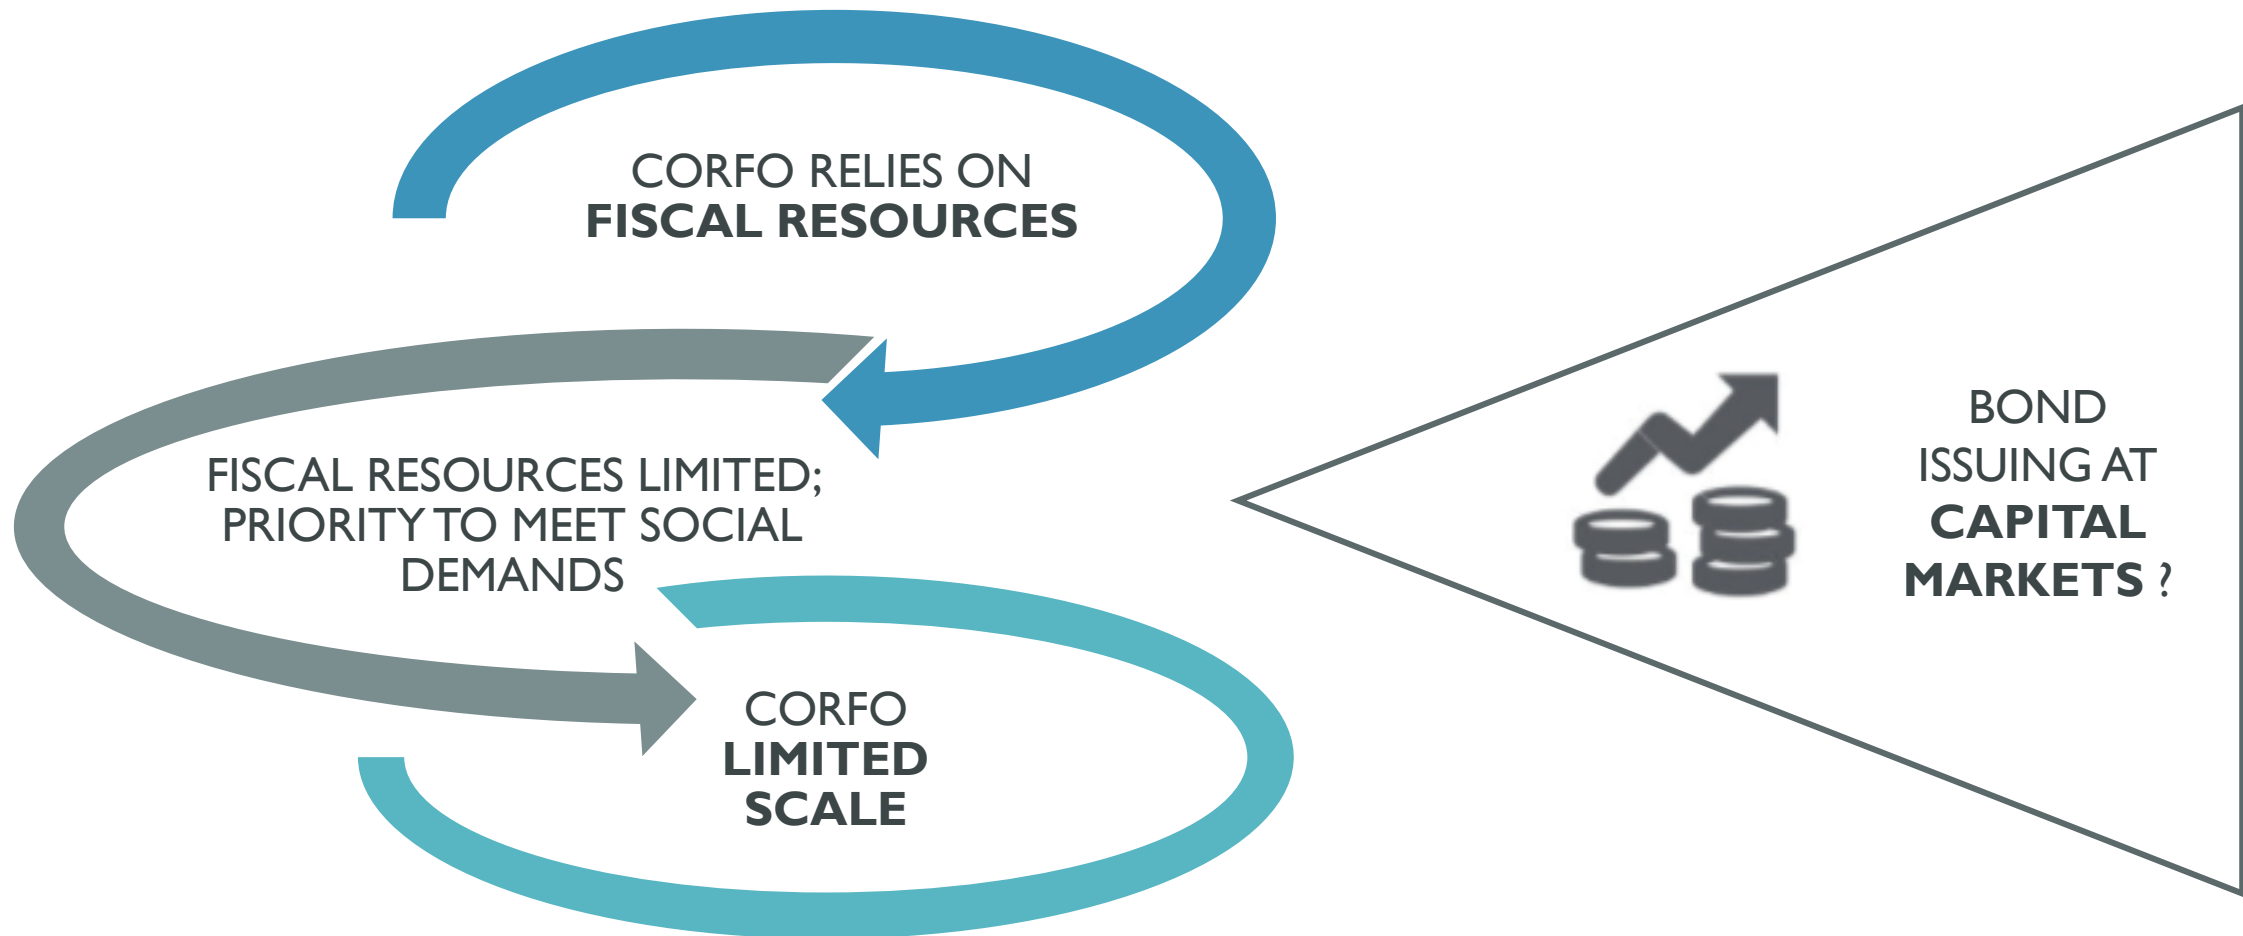 CORFO RELIES ON
FISCAL RESOURCES
FISCAL RESOURCES LIMITED;
PRIORITY TO MEET SOCIAL
DEMANDS
CORFO
LIMITED
SCALE
BOND
ISSUING AT
CAPITAL
MARKETS ?